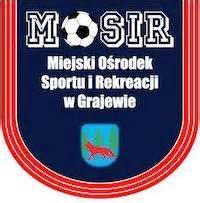 MOSIR
Miejski Ośrodek
Sportu i Rekreacji
w Grajewie